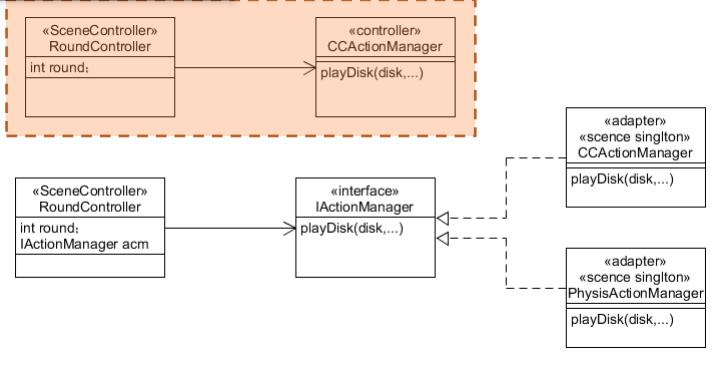 «SceneController»
RoundController
int round;
«controller»
CCActionManager
playDisk(disk,...)
«SceneController»
RoundController
int round;
IActionManager acm
«interface»
IActionManager
playDisk(disk,...)
«adapter»
«scence singlton»
CCActionManager
playDisk(disk,...)
«adapter»
«scence singlton»
PhysisActionManager
playDisk(disk,...)